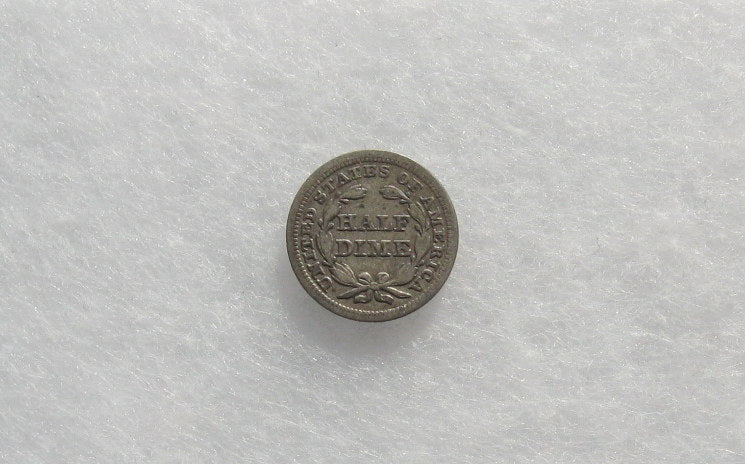 UNITED STATES OF AMERICA
HALF
DIME